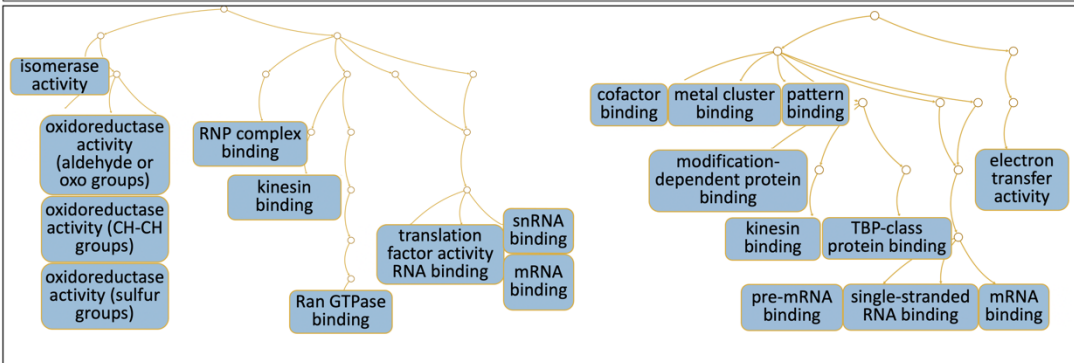 isomerase
activity
oxidoreductase
activity
(aldehyde or
oxo groups)
oxidoreductase
activity (CH-CH
groups)
oxidoreductase
activity (sulfur
groups)
RNP complex
binding
kinesin
binding
Ran GTPase
binding
translation
factor activity
RNA binding
snRNA
binding
mRNA
binding
cofactor
binding
metal cluster
binding
pattern
binding
modification-
dependent protein
binding
kinesin
binding
TBP-class
protein binding
electron
transfer
activity
pre-mRNA
binding
single-stranded
RNA binding
mRNA
binding